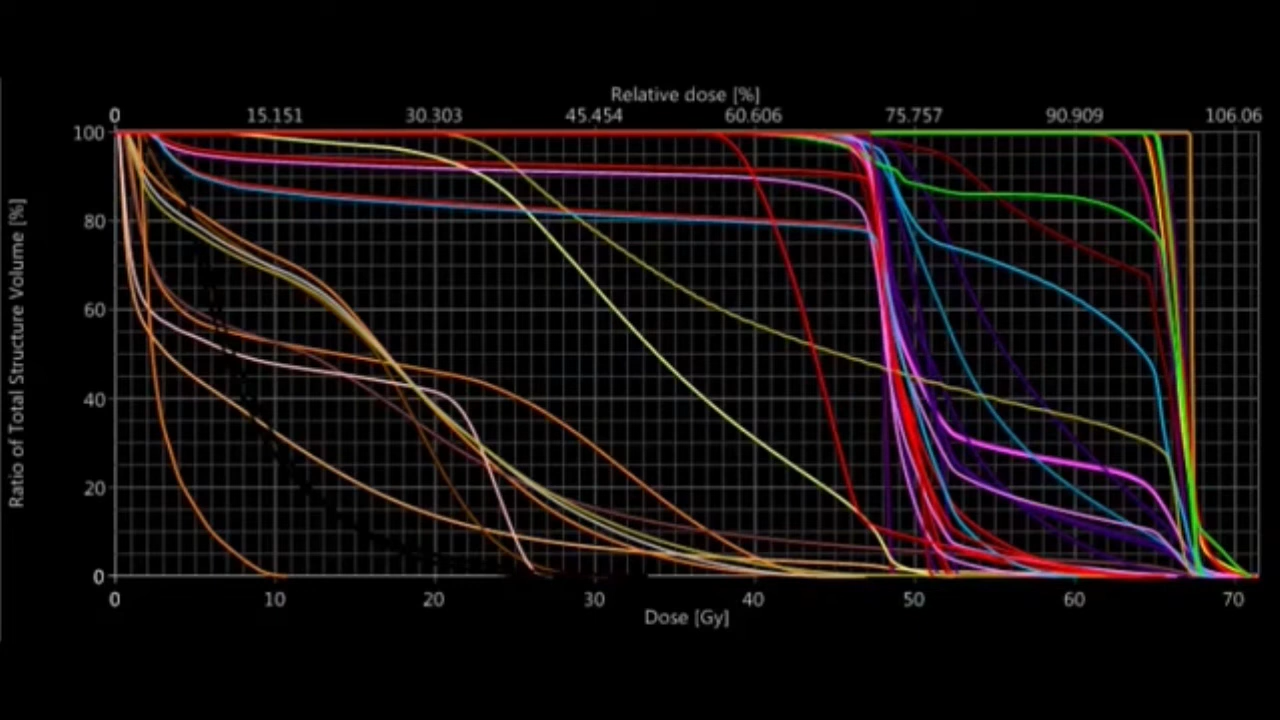 Relative dose [%]
0 15.151 30.303 45.454 60.606 75.757 90.909 106.06
Ratio of Total Structure Volume [%]
100
80
60
40
20
0
0 10 20 30 40 50 60 70
Dose [Gy]